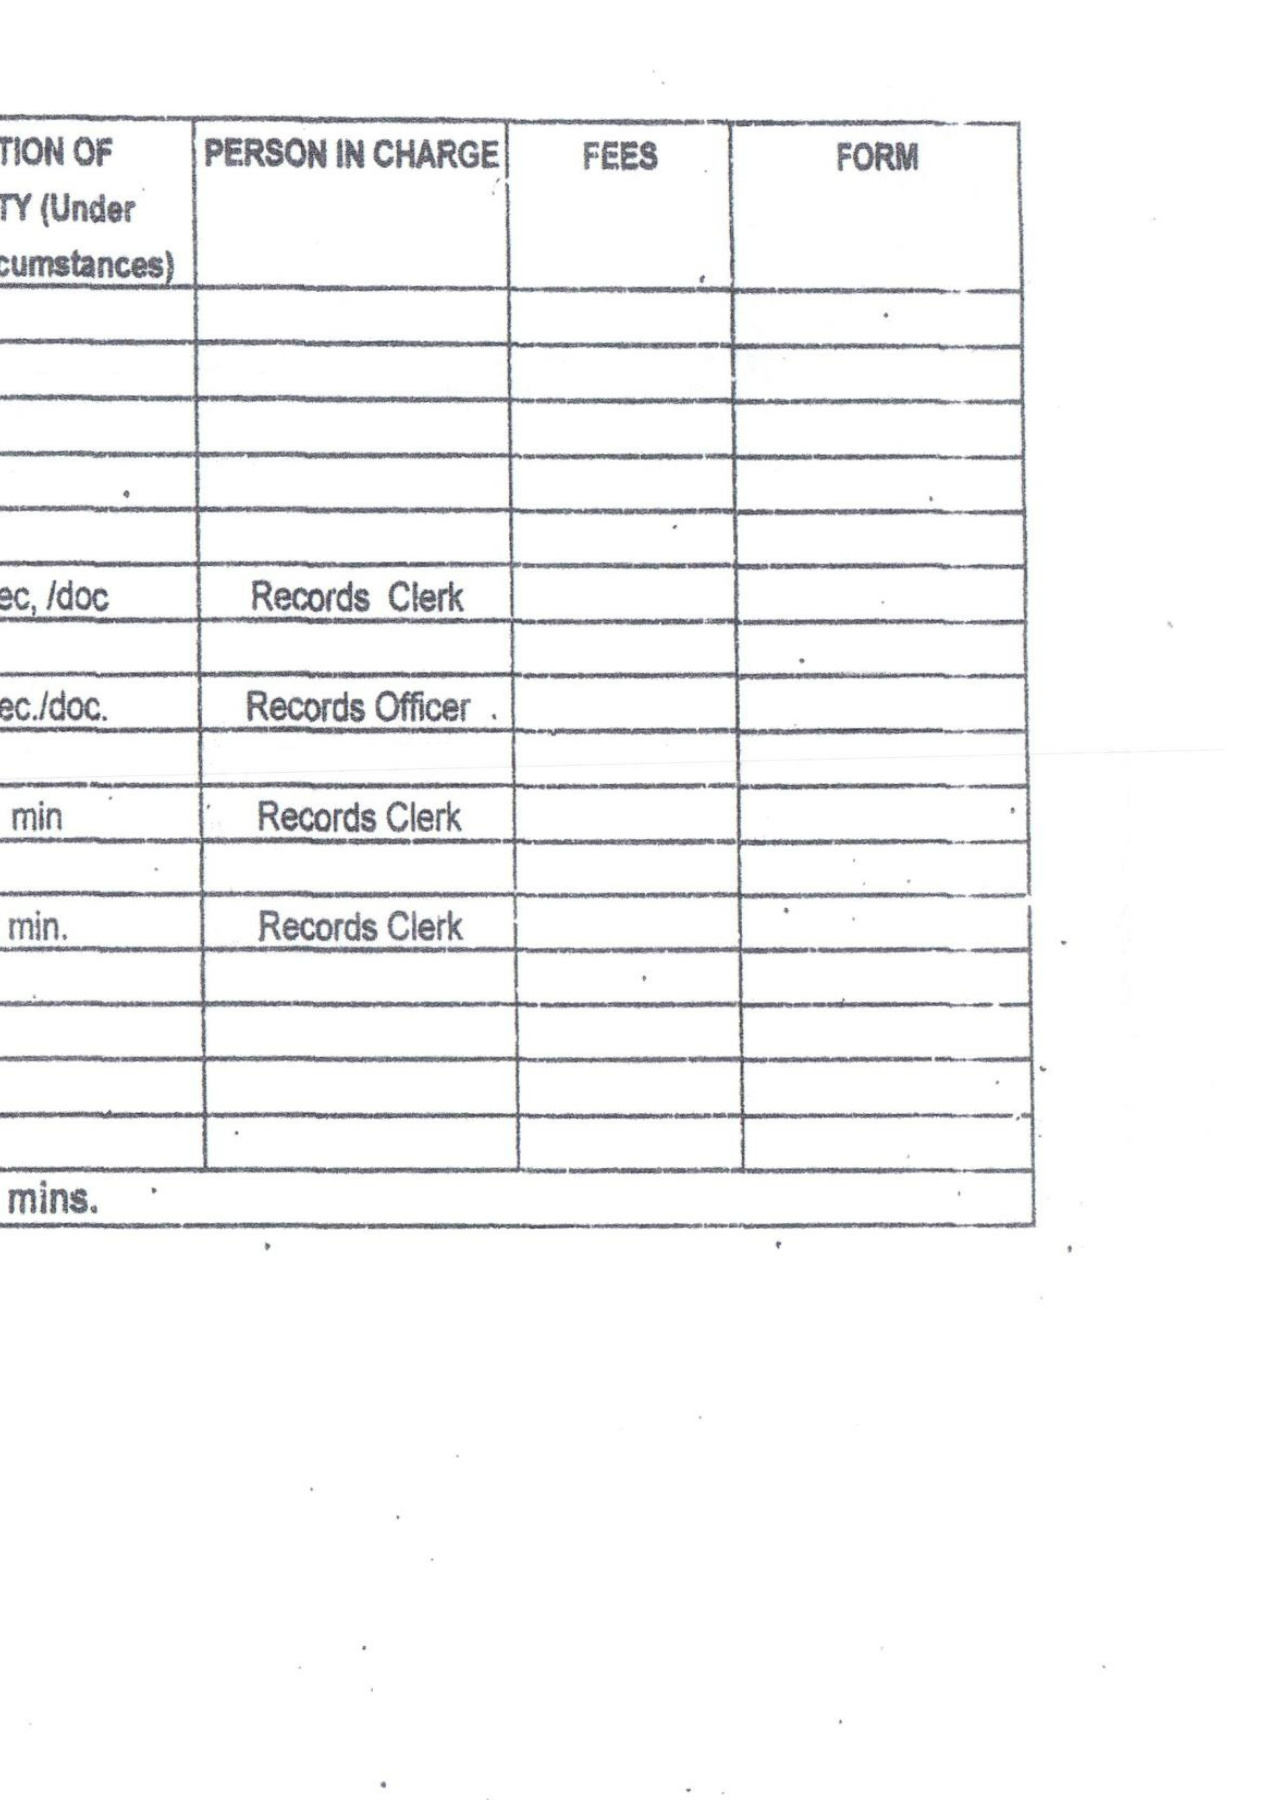 TION OF PERSON IN CHARGE FEES FORM
TY (Under
cumstances)
ec, /doc Records Clerk
ec./doc. Records Officer
min Records Clerk
min. Records Clerk
mins.